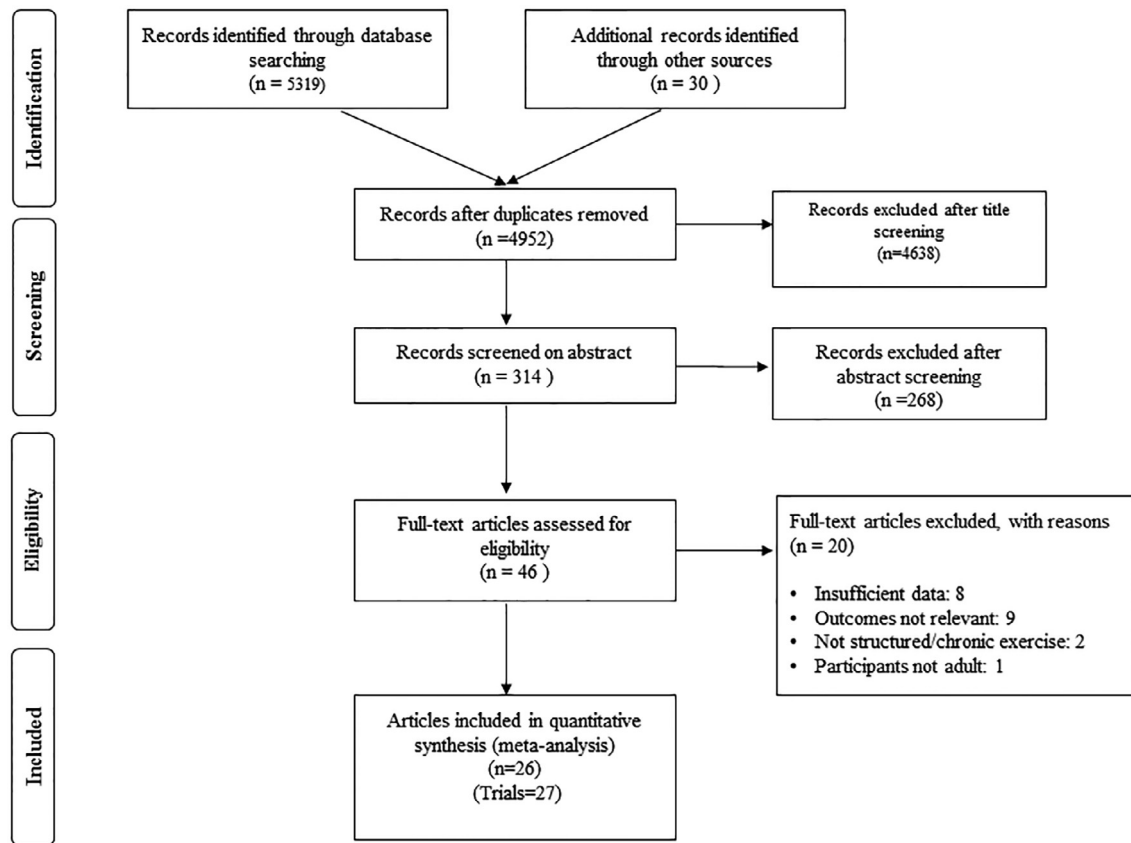 Identification
Records identified through database
searching
(n = 5319)
Additional records identified
through other sources
(n = 30 )
Records after duplicates removed
(n =4952)
Records excluded after title
screening
(n=4638)
Screening
Records screened on abstract
(n = 314 )
Records excluded after
abstract screening
(n =268)
Eligibility
Full-text articles assessed for
eligibility
(n = 46 )
Full-text articles excluded, with reasons
(n = 20)
• Insufficient data: 8
• Outcomes not relevant: 9
• Not structured/chronic exercise: 2
• Participants not adult: 1
Included
Articles included in quantitative
synthesis (meta-analysis)
(n=26)
(Trials=27)